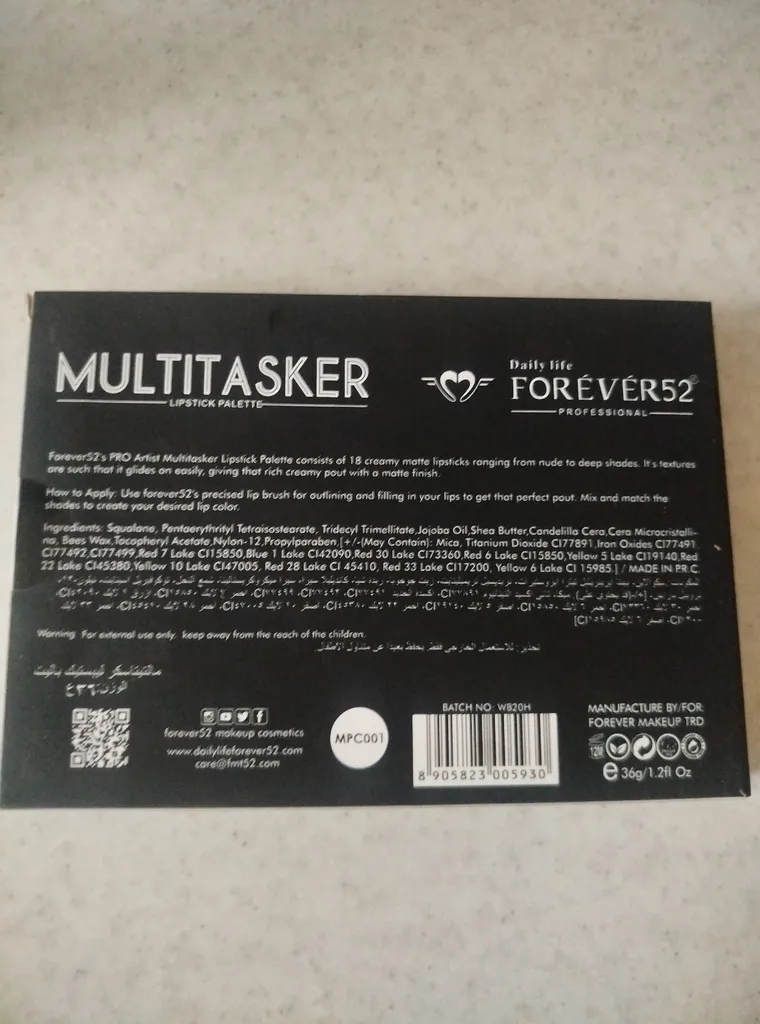 MULTITASKER
LIPSTICK PALETTE
Daily life
FORÉVÉR52®
PROFESSIONAL
Forever52's PRO Artist Multitasker Lipstick Palette consists of 18 creamy matte lipsticks ranging from nude to deep shades. It's textures
are such that it glides on easily, giving that rich creamy pout with a matte finish.
How to Apply: Use forever52's precised lip brush for outlining and filling in your lips to get that perfect pout. Mix and match the
shades to create your desired lip color.
Ingredients: Squalane, Pentaerythrityl Tetraisostearate, Tridecyl Trimellitate,Jojoba Oil,Shea Butter,Candelilla Cera,Cera Microcristalli-
na, Bees Wax,Tocopheryl Acetate,Nylon-12,Propylparaben,[+/-(May Contain): Mica, Titanium Dioxide CI77891,Iron Oxides CI77491
CI77492,CI77499,Red 7 Lake CI15850,Blue 1 Lake CI42090,Red 30 Lake CI73360,Red 6 Lake CI15850,Yellow 5 Lake CI19140,Red
22 Lake CI45380,Yellow 10 Lake CI47005, Red 28 Lake CI 45410, Red 33 Lake CI17200, Yellow 6 Lake CI 15985.] / MADE IN P.R.C.
Warning: For external use only. keep away from the reach of the children.
تحذير: للاستعمال الخارجي فقط يحفظ بعيدا عن متناول الأطفال.
مالتيتاسكر ليبستيك باليت
forever52 makeup cosmetics
www.dailylifeforever52.com
care@fmt52.com
MPC001
BATCH NO: WB20H
8 905823 005930
MANUFACTURE BY/FOR:
FOREVER MAKEUP TRD
12M
e 36g/1.2fl Oz